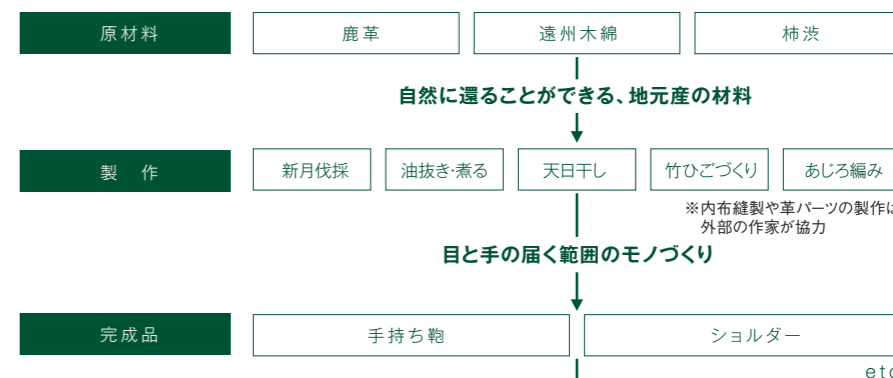 原材料 鹿革 遠州木綿 柿渋
自然に還ることができる、地元産の材料
製 作 新月伐採 油抜き・煮る 天日干し 竹ひごづくり あじろ編み
※内布縫製や革パーツの製作は
外部の作家が協力
目と手の届く範囲のモノづくり
完成品 手持ち鞄 ショルダー
etc